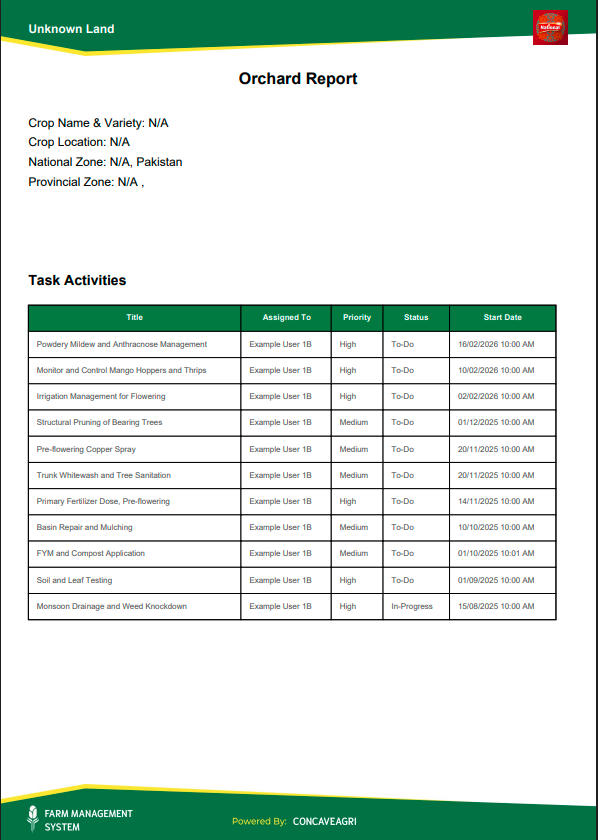 Unknown Land
National
Orchard Report
Crop Name & Variety: N/A
Crop Location: N/A
National Zone: N/A, Pakistan
Provincial Zone: N/A ,
Task Activities
Title Assigned To Priority Status Start Date
Powdery Mildew and Anthracnose Management Example User 1B High To-Do 16/02/2026 10:00 AM
Monitor and Control Mango Hoppers and Thrips Example User 1B High To-Do 10/02/2026 10:00 AM
Irrigation Management for Flowering Example User 1B High To-Do 02/02/2026 10:00 AM
Structural Pruning of Bearing Trees Example User 1B Medium To-Do 01/12/2025 10:00 AM
Pre-flowering Copper Spray Example User 1B Medium To-Do 20/11/2025 10:00 AM
Trunk Whitewash and Tree Sanitation Example User 1B Medium To-Do 20/11/2025 10:00 AM
Primary Fertilizer Dose, Pre-flowering Example User 1B High To-Do 14/11/2025 10:00 AM
Basin Repair and Mulching Example User 1B Medium To-Do 10/10/2025 10:00 AM
FYM and Compost Application Example User 1B Medium To-Do 01/10/2025 10:01 AM
Soil and Leaf Testing Example User 1B High To-Do 01/09/2025 10:00 AM
Monsoon Drainage and Weed Knockdown Example User 1B High In-Progress 15/08/2025 10:00 AM
FARM MANAGEMENT
SYSTEM
Powered By: CONCAVEAGRI